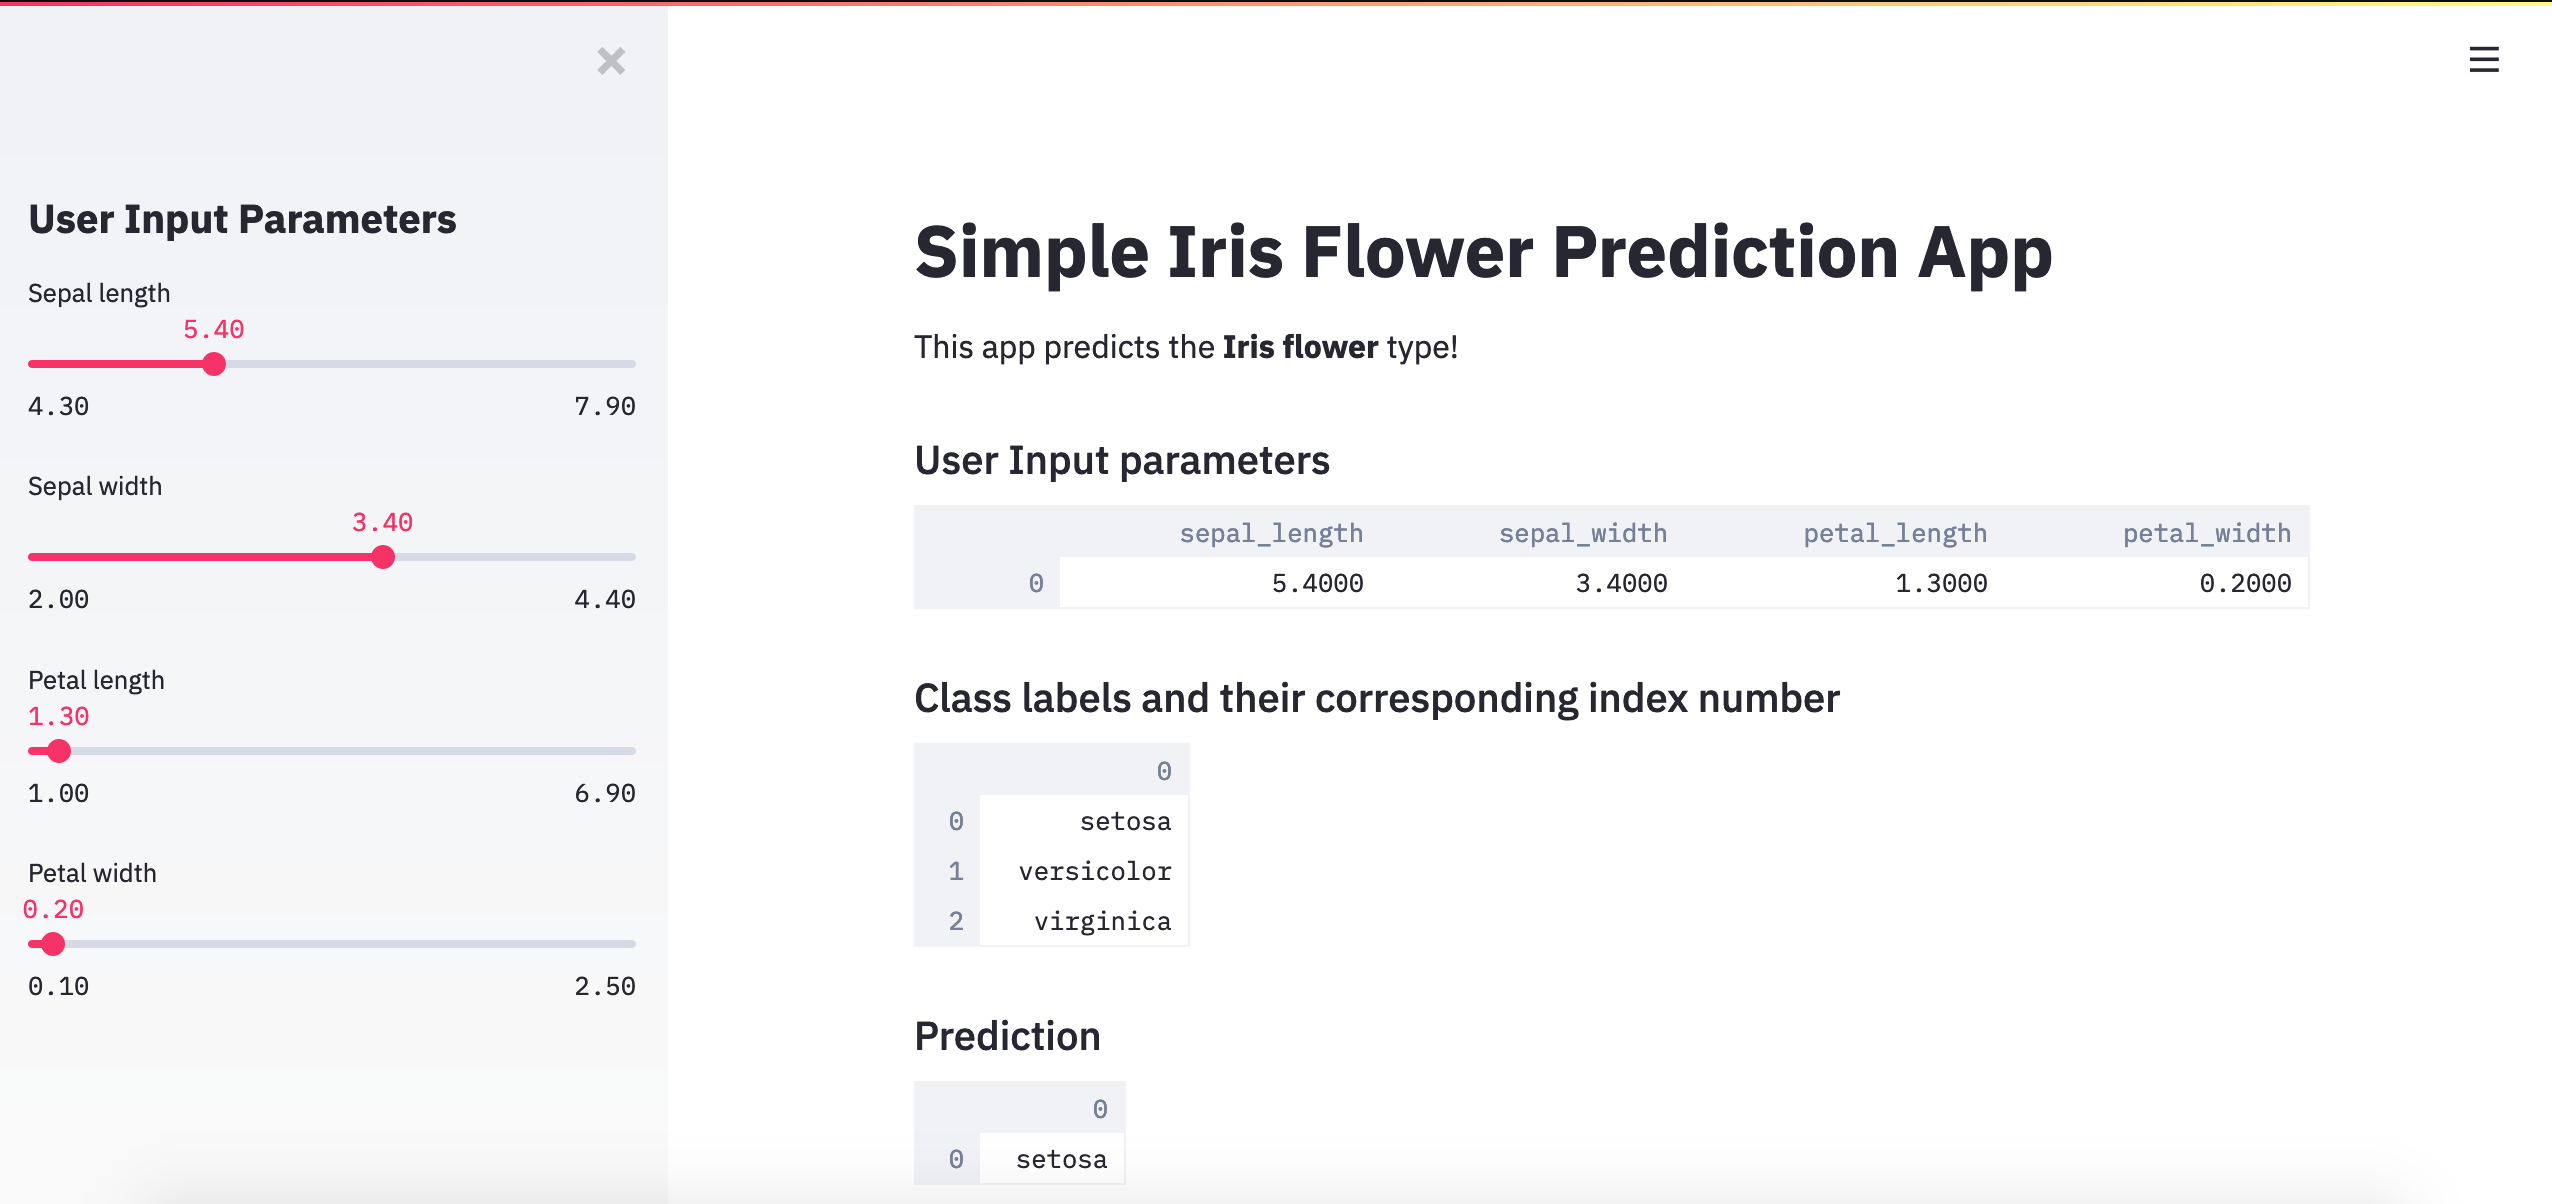 User Input Parameters
Sepal length
5.40
4.30 7.90
Sepal width
3.40
2.00 4.40
Petal length
1.30
1.00 6.90
Petal width
0.20
0.10 2.50
Simple Iris Flower Prediction App
This app predicts the Iris flower type!
User Input parameters
sepal_length sepal_width petal_length petal_width
0 5.4000 3.4000 1.3000 0.2000
Class labels and their corresponding index number
0
0 setosa
1 versicolor
2 virginica
Prediction
0
0 setosa